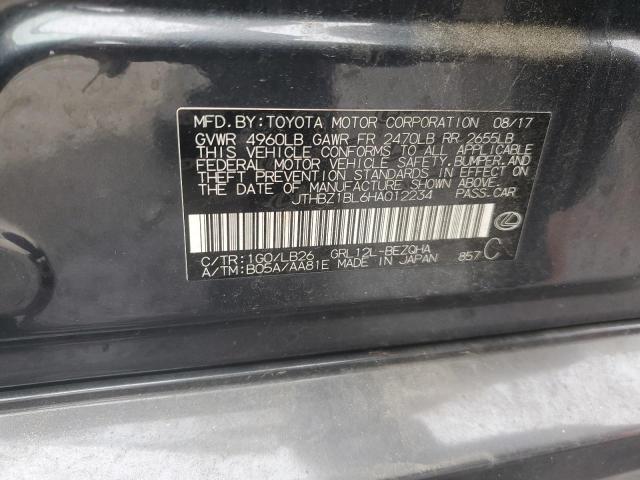 MFD. BY: TOYOTA MOTOR CORPORATION 08/17
GVWR 4960LB GAWR FR 2470LB RR 2655LB
THIS VEHICLE CONFORMS TO ALL APPLICABLE
FEDERAL MOTOR VEHICLE SAFETY, BUMPER, AND
THEFT PREVENTION STANDARDS IN EFFECT ON
THE DATE OF MANUFACTURE SHOWN ABOVE.
JTHBZ1BL6HA012234 PASS. CAR
C/TR: 1G0/LB26 GRL12L-BEZQHA
A/TM: B05A/AA81E MADE IN JAPAN 857 C